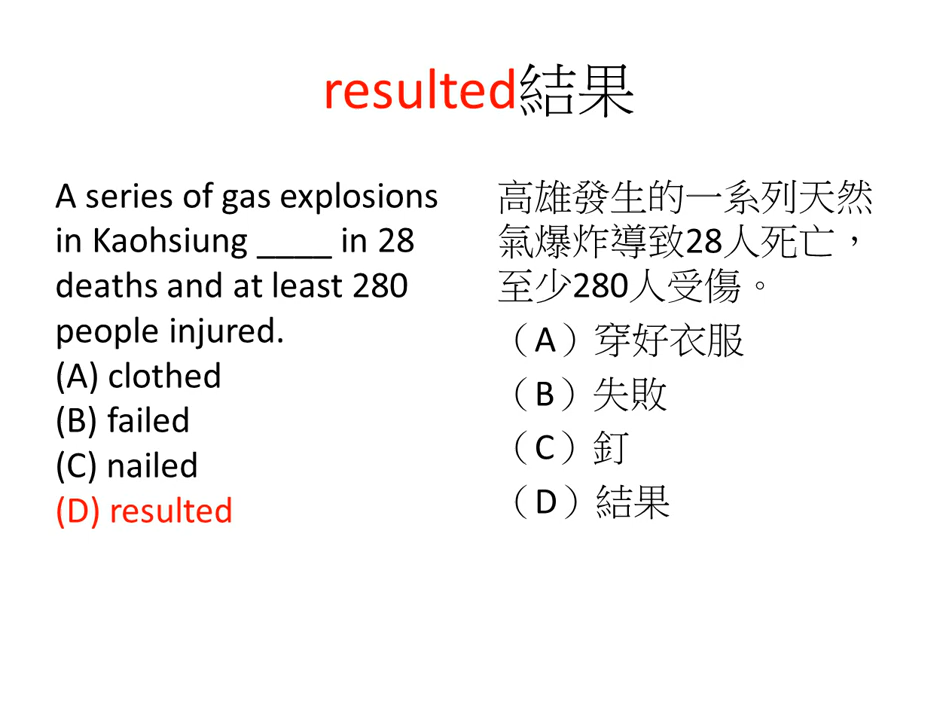 resulted結果
A series of gas explosions
in Kaohsiung ____ in 28
deaths and at least 280
people injured.
(A) clothed
(B) failed
(C) nailed
(D) resulted
高雄發生的一系列天然
氣爆炸導致28人死亡，
至少280人受傷。
（A）穿好衣服
（B）失敗
（C）釘
（D）結果